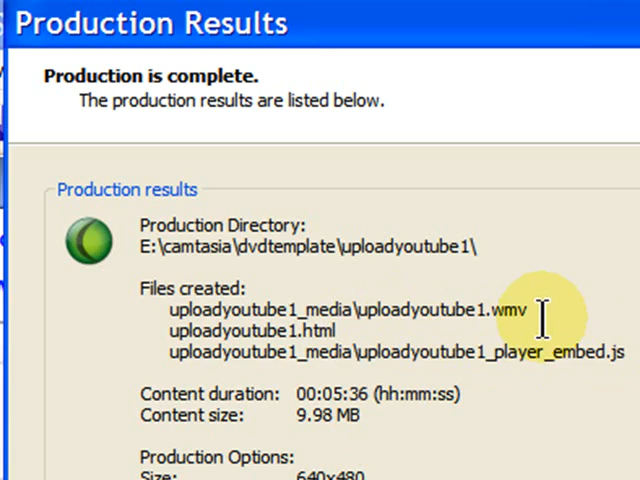 Production Results
Production is complete.
The production results are listed below.
Production results
Production Directory:
E:\camtasia\dvdtemplate\uploadyoutube1\
Files created:
uploadyoutube1_media\uploadyoutube1.wmv
uploadyoutube1.html
uploadyoutube1_media\uploadyoutube1_player_embed.js
Content duration: 00:05:36 (hh:mm:ss)
Content size: 9.98 MB
Production Options:
Size: 640x480